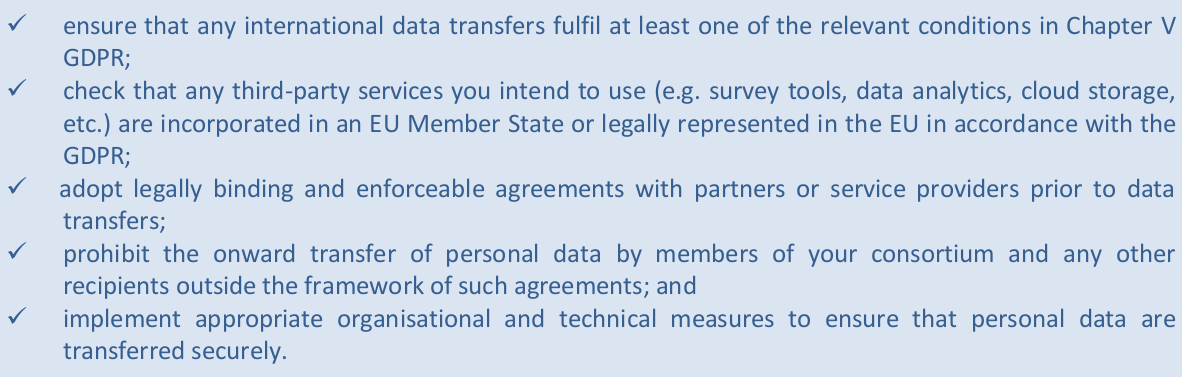 ✓ ensure that any international data transfers fulfil at least one of the relevant conditions in Chapter V
GDPR;
✓ check that any third-party services you intend to use (e.g. survey tools, data analytics, cloud storage,
etc.) are incorporated in an EU Member State or legally represented in the EU in accordance with the
GDPR;
✓ adopt legally binding and enforceable agreements with partners or service providers prior to data
transfers;
✓ prohibit the onward transfer of personal data by members of your consortium and any other
recipients outside the framework of such agreements; and
✓ implement appropriate organisational and technical measures to ensure that personal data are
transferred securely.